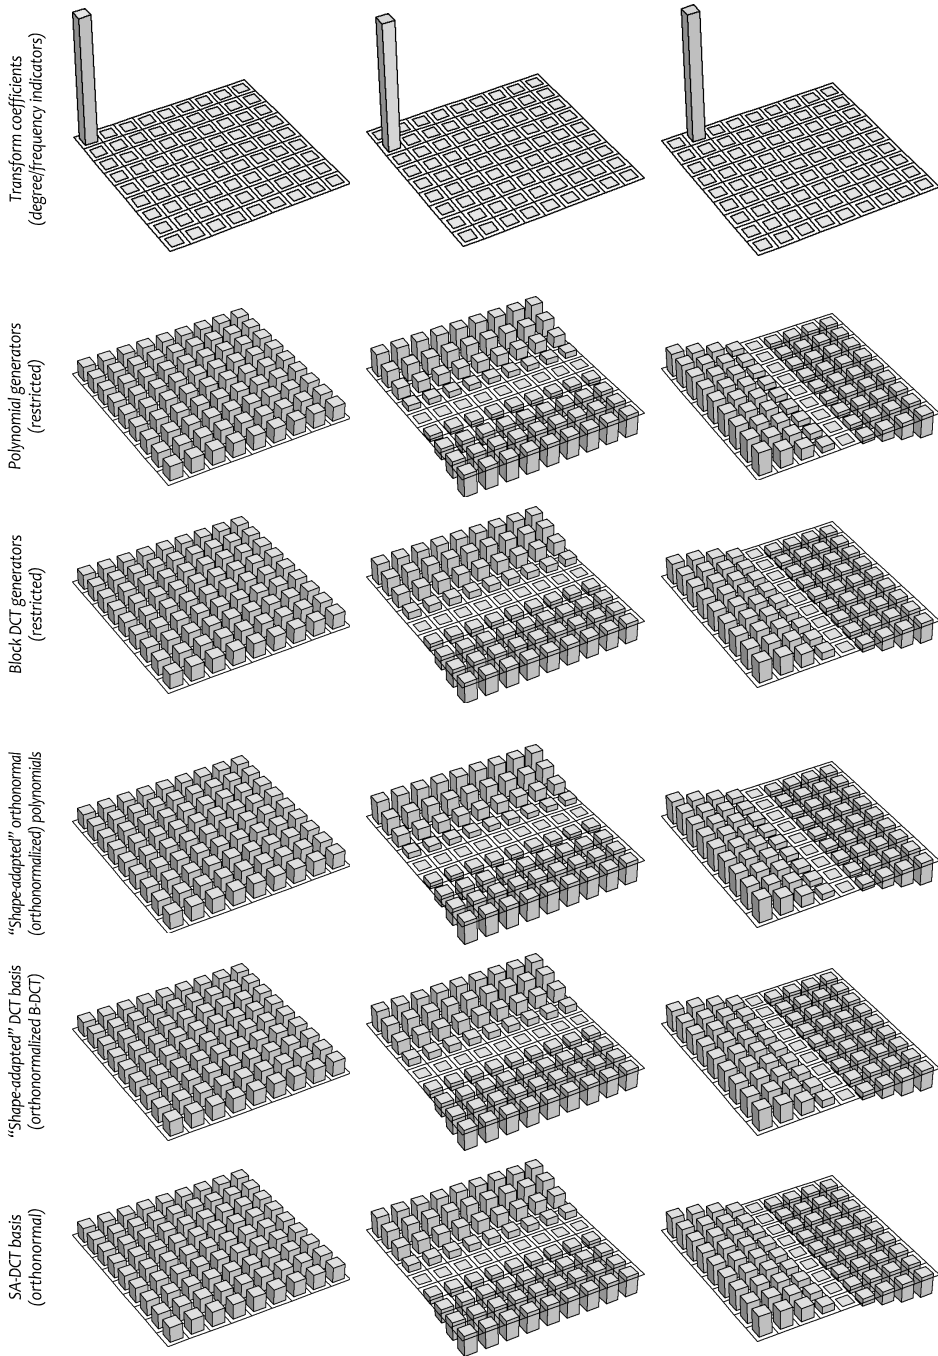 Transform coefficients
(degree/frequency indicators)
Polynomial generators
(restricted)
Block DCT generators
(restricted)
“Shape-adapted” orthonormal
(orthonormalized) polynomials
“Shape-adapted” DCT basis
(orthonormalized B-DCT)
SA-DCT basis
(orthonormal)